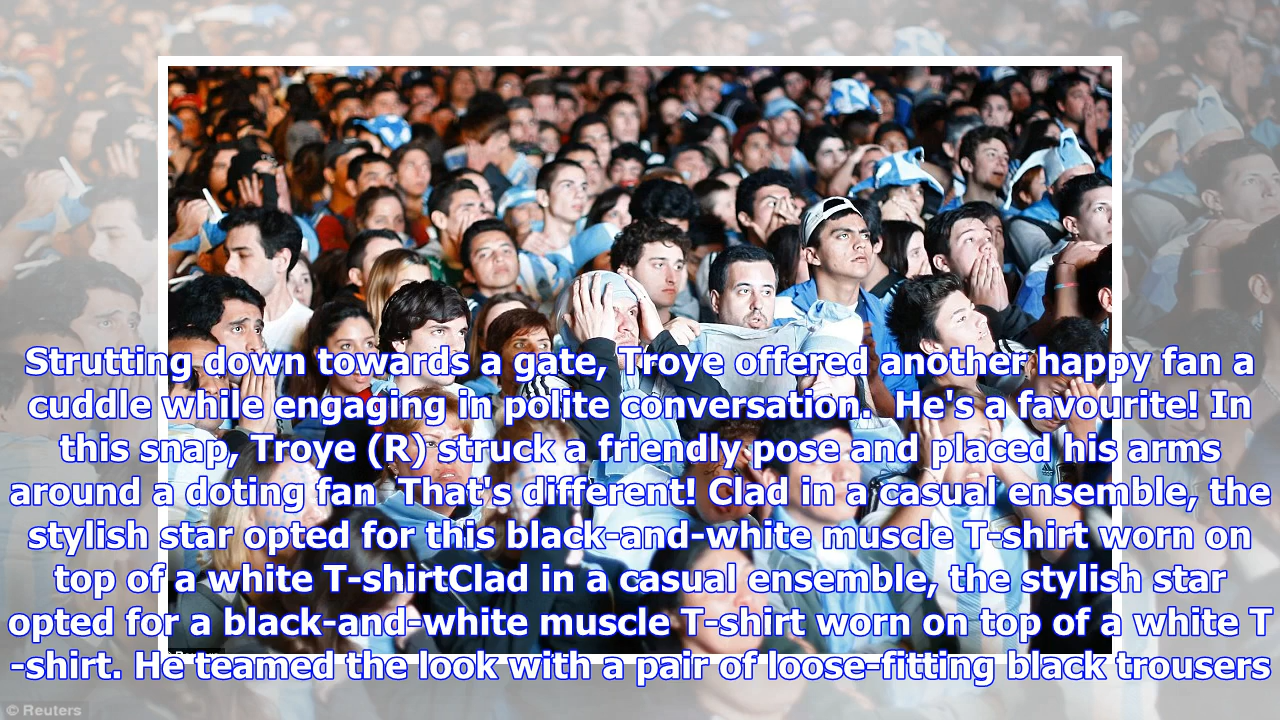 Strutting down towards a gate, Troye offered another happy fan a
cuddle while engaging in polite conversation.  He's a favourite! In
this snap, Troye (R) struck a friendly pose and placed his arms
around a doting fan  That's different! Clad in a casual ensemble, the
stylish star opted for this black-and-white muscle T-shirt worn on
top of a white T-shirtClad in a casual ensemble, the stylish star
opted for a black-and-white muscle T-shirt worn on top of a white T
-shirt. He teamed the look with a pair of loose-fitting black trousers
© Reuters